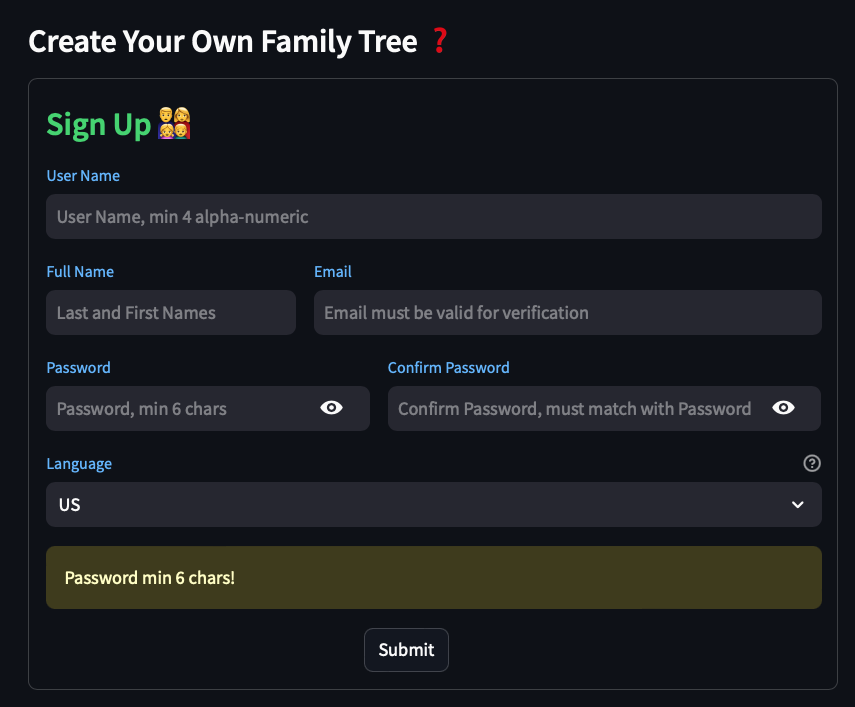 Create Your Own Family Tree ❓
Sign Up 👨‍👩‍👧‍👦
User Name
User Name, min 4 alpha-numeric
Full Name
Email
Last and First Names
Email must be valid for verification
Password
Confirm Password
Password, min 6 chars
Confirm Password, must match with Password
Language
US
Password min 6 chars!
Submit